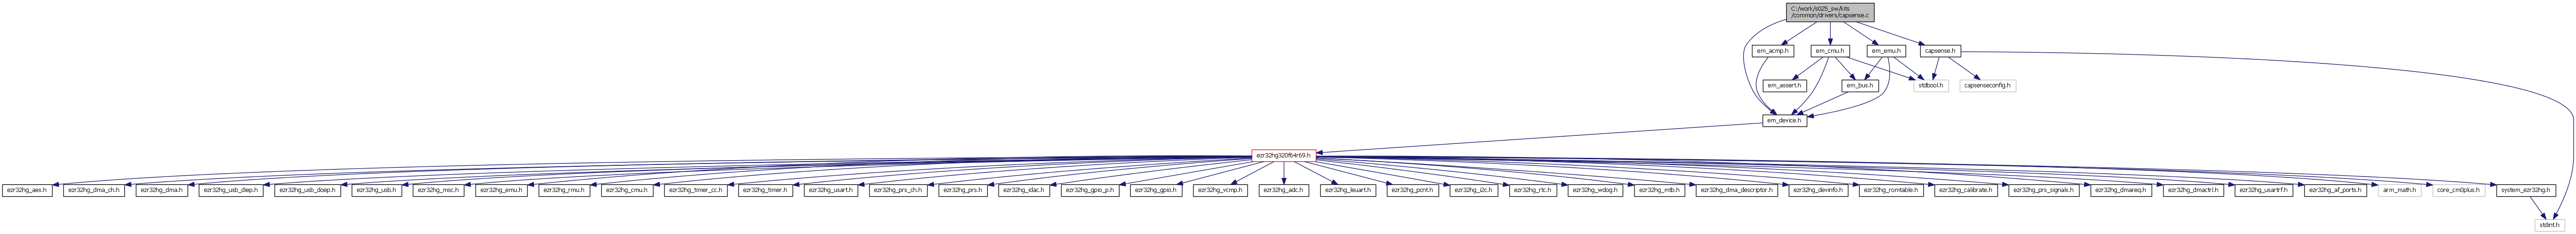 C:/work/s025_sw/kits
/common/drivers/capsense.c
em_acmp.h
em_cmu.h
em_emu.h
capsense.h
em_assert.h
em_bus.h
stdbool.h
capsenseconfig.h
em_device.h
ezr32hg320f64r69.h
ezr32hg_aes.h
ezr32hg_dma_ch.h
ezr32hg_dma.h
ezr32hg_usb_diep.h
ezr32hg_usb_doep.h
ezr32hg_usb.h
ezr32hg_msc.h
ezr32hg_emu.h
ezr32hg_rmu.h
ezr32hg_cmu.h
ezr32hg_timer_cc.h
ezr32hg_timer.h
ezr32hg_usart.h
ezr32hg_prs_ch.h
ezr32hg_prs.h
ezr32hg_idac.h
ezr32hg_gpio_p.h
ezr32hg_gpio.h
ezr32hg_vcmp.h
ezr32hg_adc.h
ezr32hg_leuart.h
ezr32hg_pcnt.h
ezr32hg_i2c.h
ezr32hg_rtc.h
ezr32hg_wdog.h
ezr32hg_mtb.h
ezr32hg_dma_descriptor.h
ezr32hg_devinfo.h
ezr32hg_romtable.h
ezr32hg_calibrate.h
ezr32hg_prs_signals.h
ezr32hg_dmareq.h
ezr32hg_dmactrl.h
ezr32hg_usartrf.h
ezr32hg_af_ports.h
arm_math.h
core_cm0plus.h
system_ezr32hg.h
stdint.h